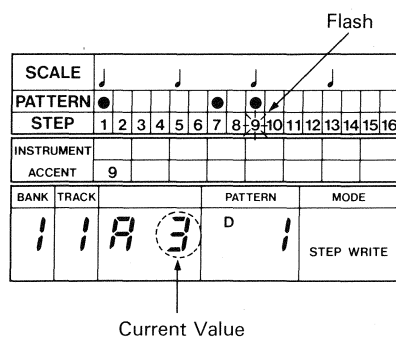 Flash
SCALE
PATTERN
STEP 1 2 3 4 5 6 7 8 9 10 11 12 13 14 15 16
INSTRUMENT
ACCENT 9
BANK TRACK PATTERN MODE
1 1 A 3 D 1 STEP WRITE
Current Value